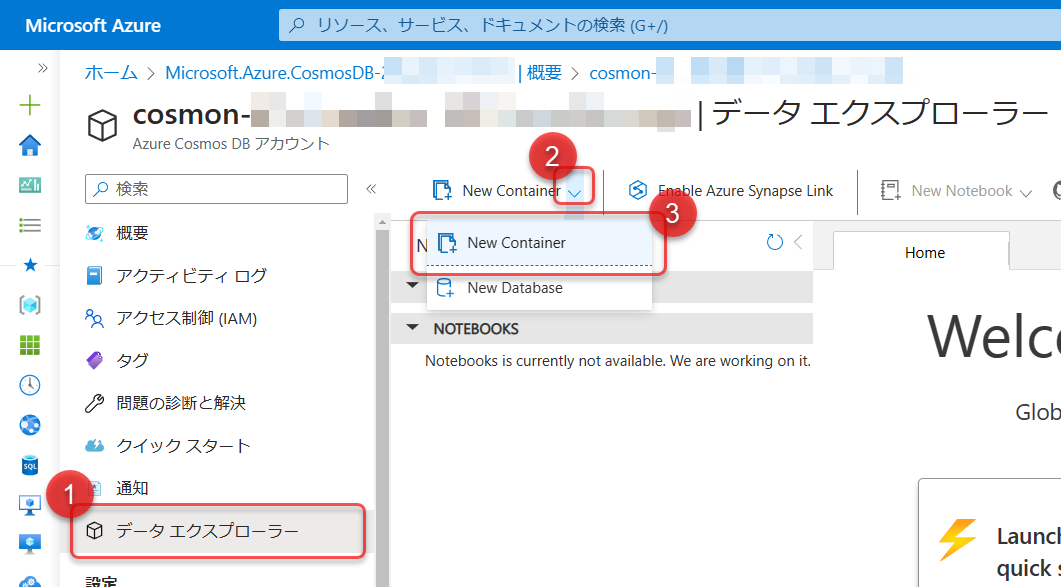 Microsoft Azure
リソース、サービス、ドキュメントの検索 (G+/)
ホーム > Microsoft.Azure.CosmosDB-2 | 概要 > cosmon-
cosmon- | データ エクスプローラー
Azure Cosmos DB アカウント
検索
2
New Container
Enable Azure Synapse Link
New Notebook
3
N
New Container
New Database
Home
NOTEBOOKS
Notebooks is currently not available. We are working on it.
概要
アクティビティ ログ
アクセス制御 (IAM)
タグ
問題の診断と解決
クイック スタート
通知
1
データ エクスプローラー
設定
SQL
Welc
Glob
Launch
quick s